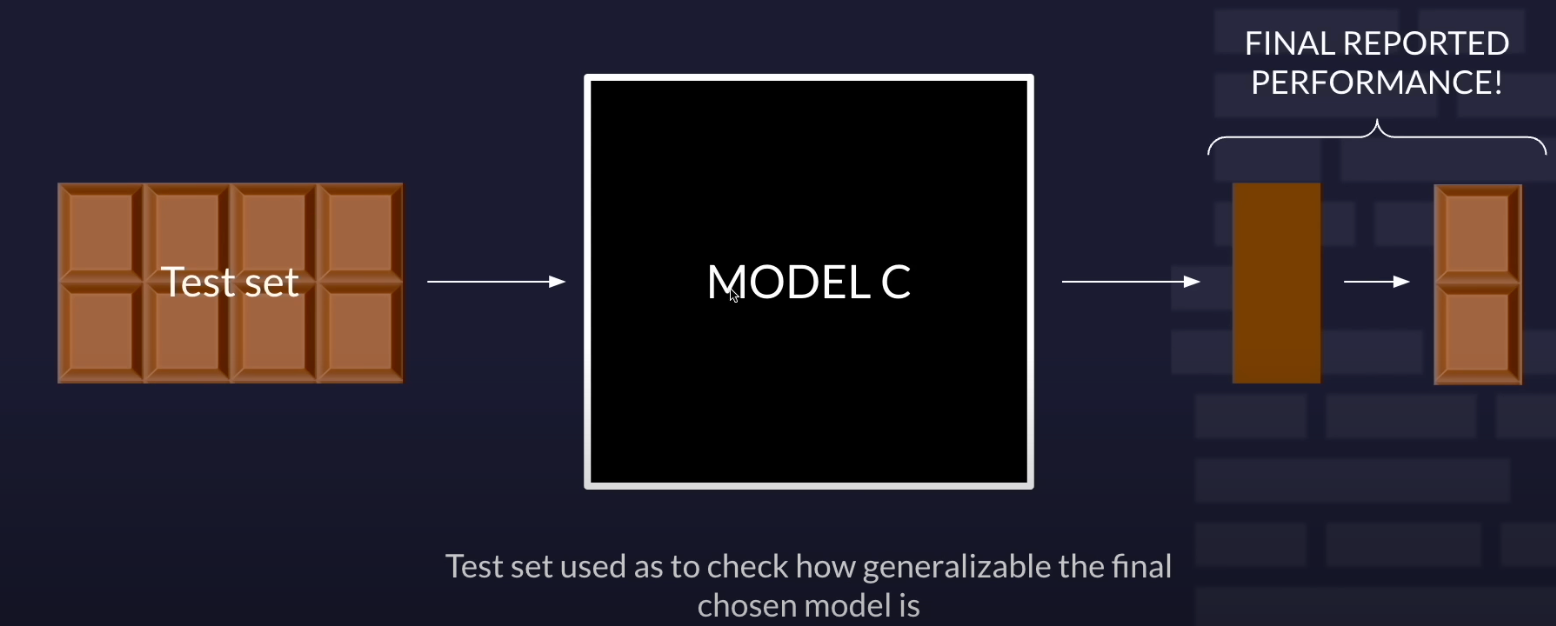 FINAL REPORTED
PERFORMANCE!
Test set
MODEL C
Test set used as to check how generalizable the final
chosen model is